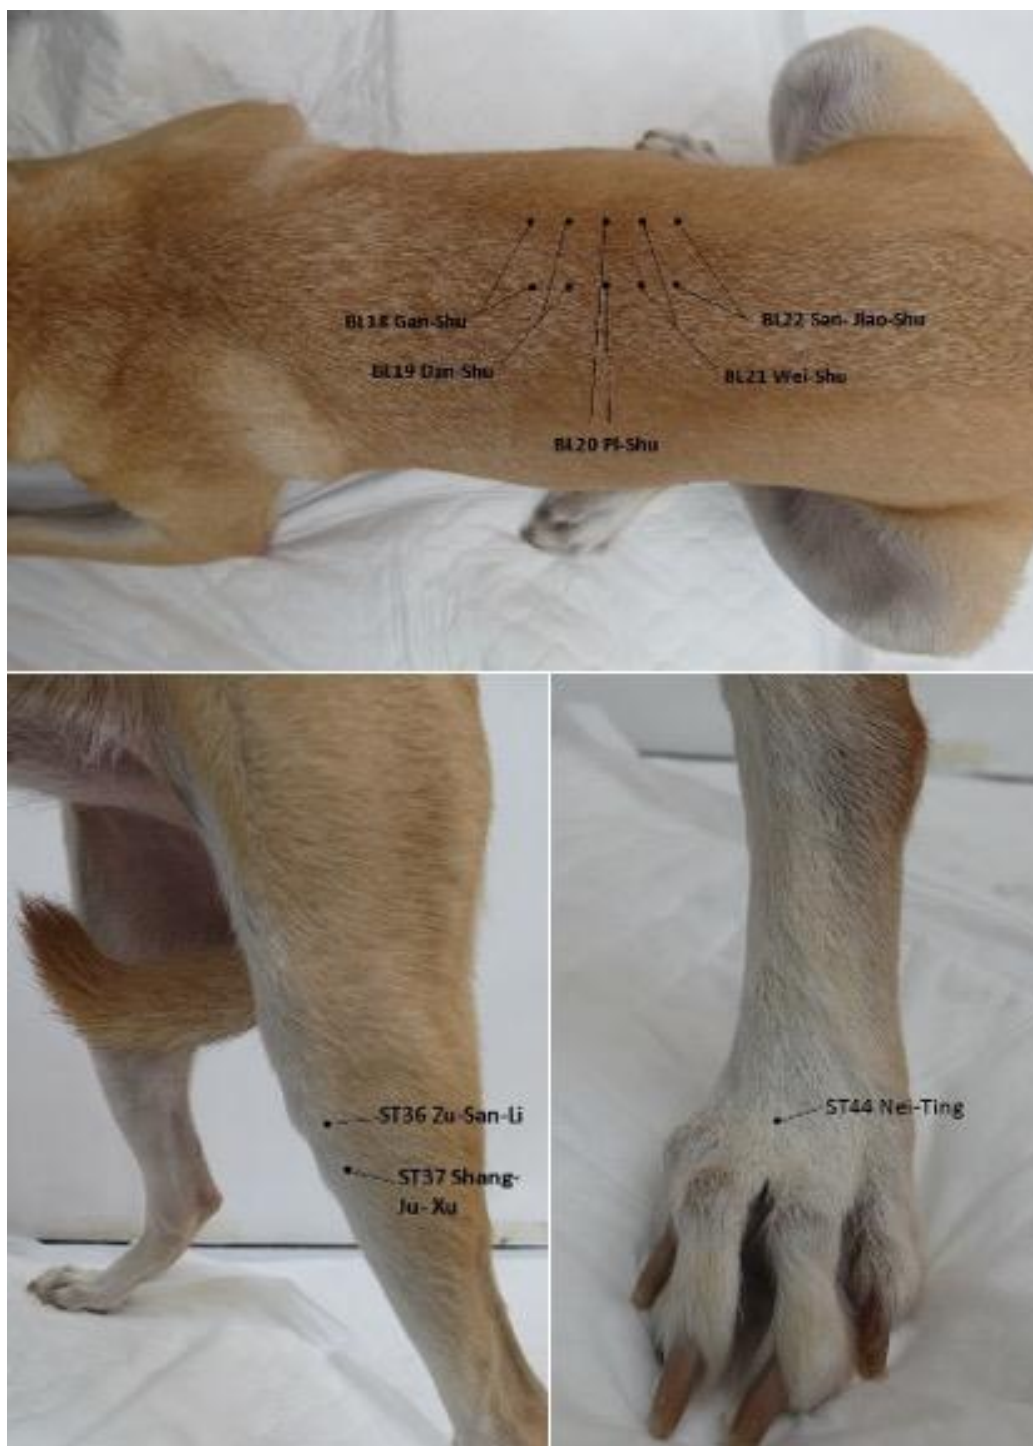 BL18 Gan-Shu
BL22 San- Jiao-Shu
BL19 Dan-Shu
BL21 Wei-Shu
BL20 Pi-Shu
ST36 Zu-San-Li
ST37 Shang-
Ju- Xu
ST44 Nei-Ting